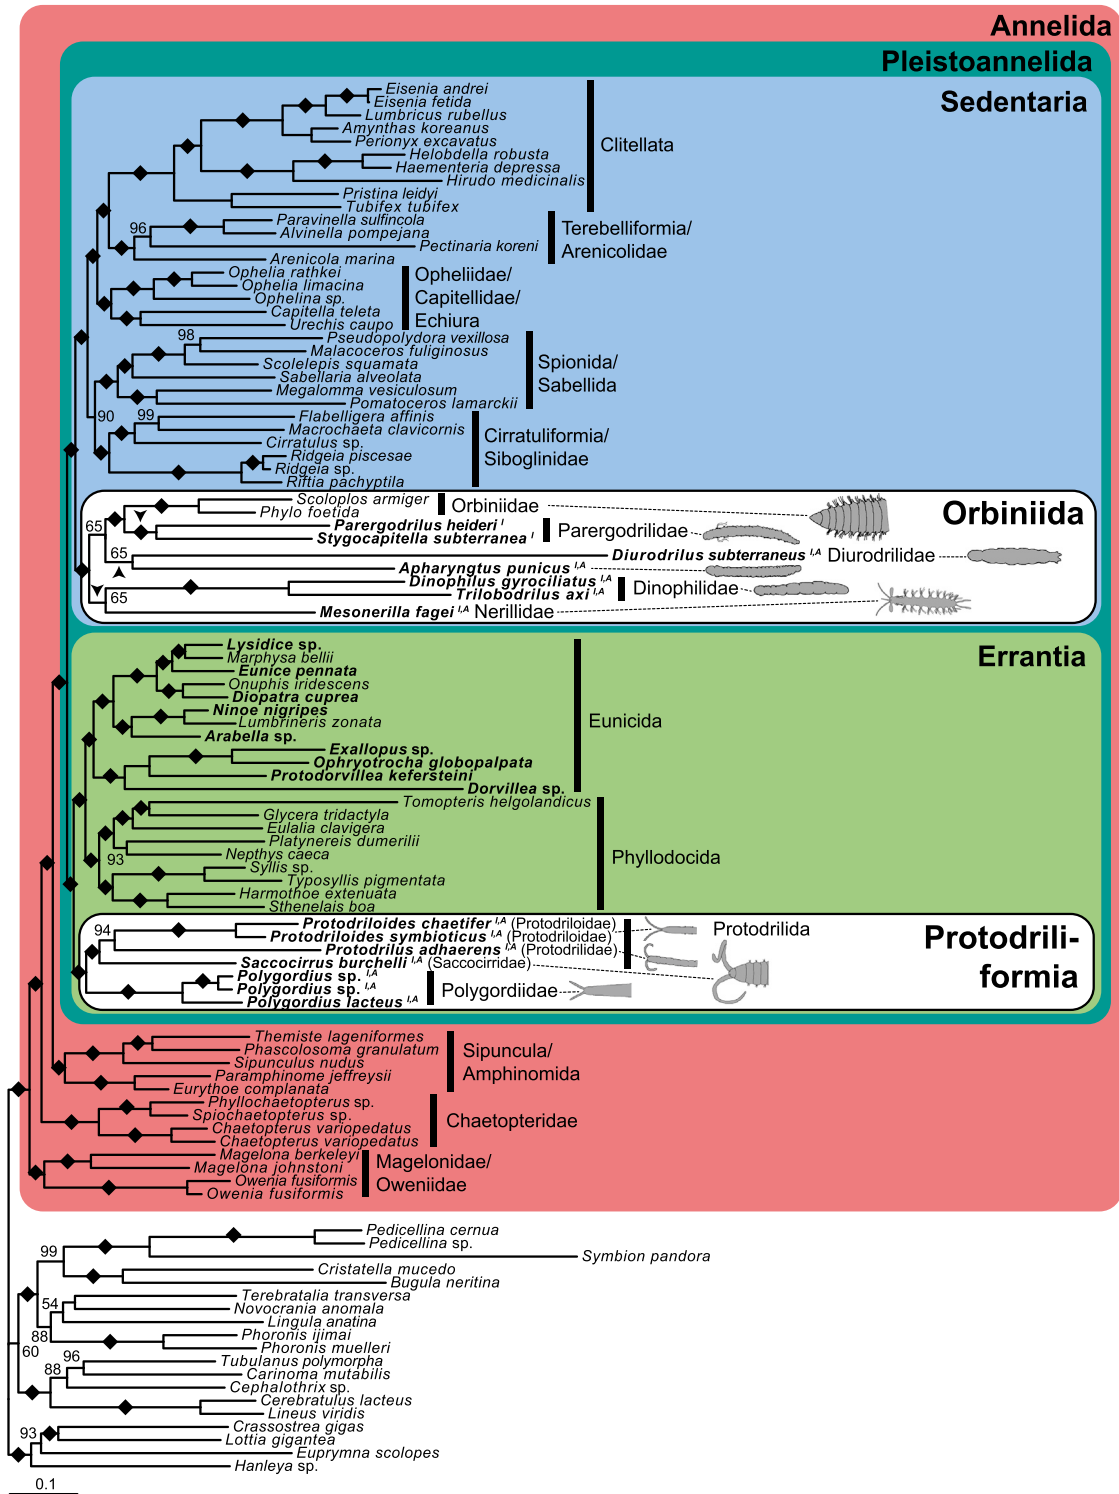 Annelida
Pleistoannelida
Sedentaria
Eisenia andrei
Eisenia fetida
Lumbricus rubellus
Amynthas koreanus
Perionyx excavatus
Clitellata
Helobdella robusta
Haementeria depressa
Hirudo medicinalis
Pristina leidyi
Tubifex tubifex
Paravinella sulfincola
96
Alvinella pompejana
Terebelliformia/
Pectinaria koreni
Arenicolidae
Arenicola marina
Ophelia rathkei
Opheliidae/
Ophelia limacina
Ophelina sp.
Capitellidae/
Capitella teleta
Echiura
Urechis caupo
98
Pseudopolydora vexillosa
Malacoceros fuliginosus
Spionida/
Scolelepis squamata
Sabellaria alveolata
Sabellida
Megalomma vesiculosum
Pomatoceros lamarckii
90
99
Flabelligera affinis
Macrochaeta clavicornis
Cirratuliformia/
Cirratulus sp.
Ridgeia piscesae
Siboglinidae
Ridgeia sp.
Riftia pachyptila
Orbiniida
Scoloplos armiger
Orbiniidae
Phylo foetida
65
Parergodrilus heideri I
Parergodrilidae
Stygocapitella subterranea I
65
Diurodrilus subterraneus I,A Diurodrilidae
Apharyngtus punicus I,A
Dinophilus gyrociliatus I,A
Dinophilidae
Trilobodrilus axi I,A
65
Mesonerilla fagei I,A Nerillidae
Errantia
Lysidice sp.
Marphysa bellii
Eunice pennata
Onuphis iridescens
Diopatra cuprea
Ninoe nigripes
Eunicida
Lumbrineris zonata
Arabella sp.
Exallopus sp.
Ophryotrocha globopalpata
Protodorvillea kefersteini
Dorvillea sp.
Tomopteris helgolandicus
Glycera tridactyla
Eulalia clavigera
Platynereis dumerilii
93
Nepthys caeca
Phyllodocida
Syllis sp.
Typosyllis pigmentata
Harmothoe extenuata
Sthenelais boa
Protodriloides chaetifer I,A (Protodriloidae)
Protodrilida
94
Protodriloides symbioticus I,A (Protodriloidae)
Protodrili-
Protodrilus adhaerens I,A (Protodrilidae)
Saccocirrus burchelli I,A (Saccocirridae)
formia
Polygordius sp. I,A
Polygordius sp. I,A
Polygordiidae
Polygordius lacteus I,A
Themiste lageniformes
Phascolosoma granulatum
Sipuncula/
Sipunculus nudus
Amphinomida
Paramphinome jeffreysii
Eurythoe complanata
Phyllochaetopterus sp.
Spiochaetopterus sp.
Chaetopteridae
Chaetopterus variopedatus
Chaetopterus variopedatus
Magelona berkeleyi
Magelonidae/
Magelona johnstoni
Owenia fusiformis
Oweniidae
Owenia fusiformis
Pedicellina cernua
Pedicellina sp.
99
Symbion pandora
Cristatella mucedo
Bugula neritina
Terebratalia transversa
54
Novocrania anomala
Lingula anatina
88
Phoronis ijimai
Phoronis muelleri
60
96
Tubulanus polymorpha
88
Carinoma mutabilis
Cephalothrix sp.
Cerebratulus lacteus
Lineus viridis
Crassostrea gigas
93
Lottia gigantea
Euprymna scolopes
Hanleya sp.
0.1